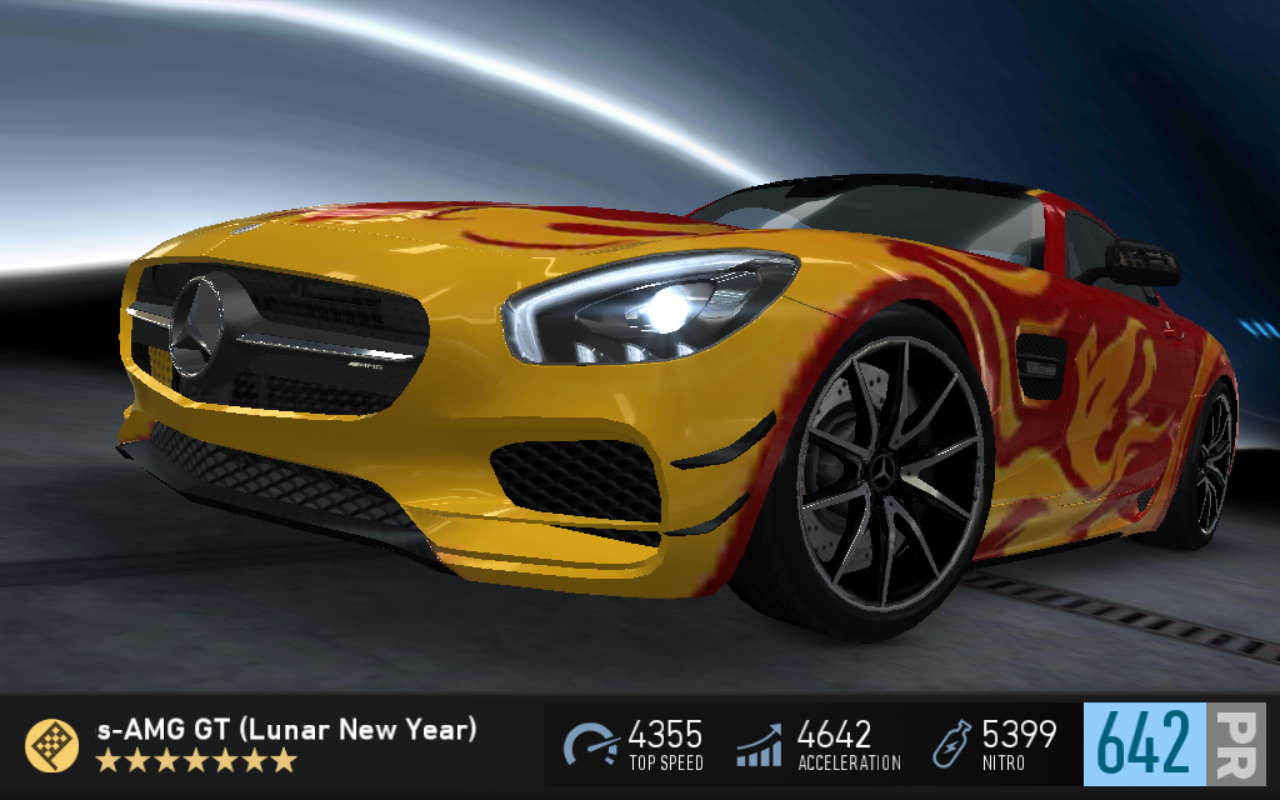 s-AMG GT (Lunar New Year)
4355
TOP SPEED
4642
ACCELERATION
5399
NITRO
642
PR